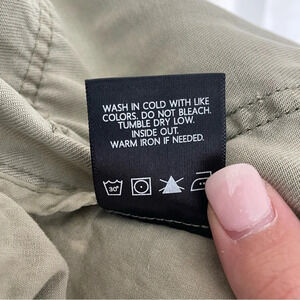 WASH IN COLD WITH LIKE
COLORS. DO NOT BLEACH.
TUMBLE DRY LOW.
INSIDE OUT.
WARM IRON IF NEEDED.
30°